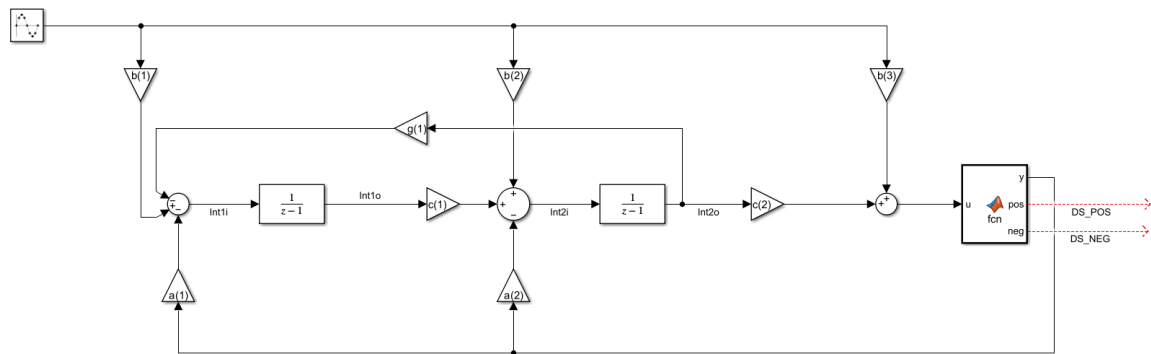 b(1)
b(2)
b(3)
g(1)
Int1i
1
z − 1
Int1o
c(1)
Int2i
1
z − 1
Int2o
c(2)
u
fcn
y
pos
neg
DS_POS
DS_NEG
a(1)
a(2)